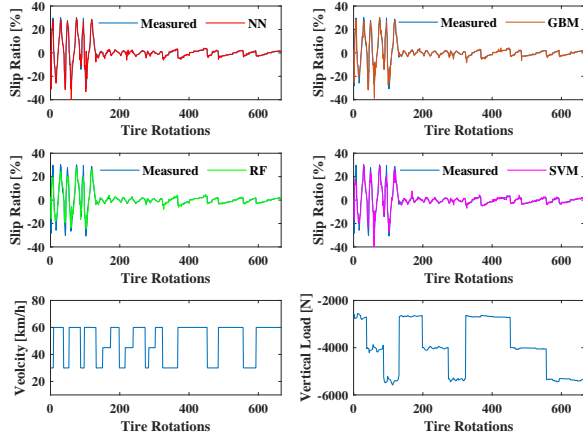 Measured NN
Slip Ratio [%]
40
20
0
-20
-40
0 200 400 600
Tire Rotations
Measured GBM
Slip Ratio [%]
40
20
0
-20
-40
0 200 400 600
Tire Rotations
Measured RF
Slip Ratio [%]
40
20
0
-20
-40
0 200 400 600
Tire Rotations
Measured SVM
Slip Ratio [%]
40
20
0
-20
-40
0 200 400 600
Tire Rotations
Veolcity [km/h]
80
60
40
20
0 200 400 600
Tire Rotations
Vertical Load [N]
-2000
-4000
-6000
0 200 400 600
Tire Rotations